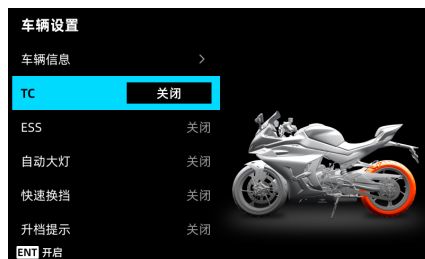 车辆设置
车辆信息
TC 关闭
ESS 关闭
自动大灯 关闭
快速换挡 关闭
升档提示 关闭
ENT 开启